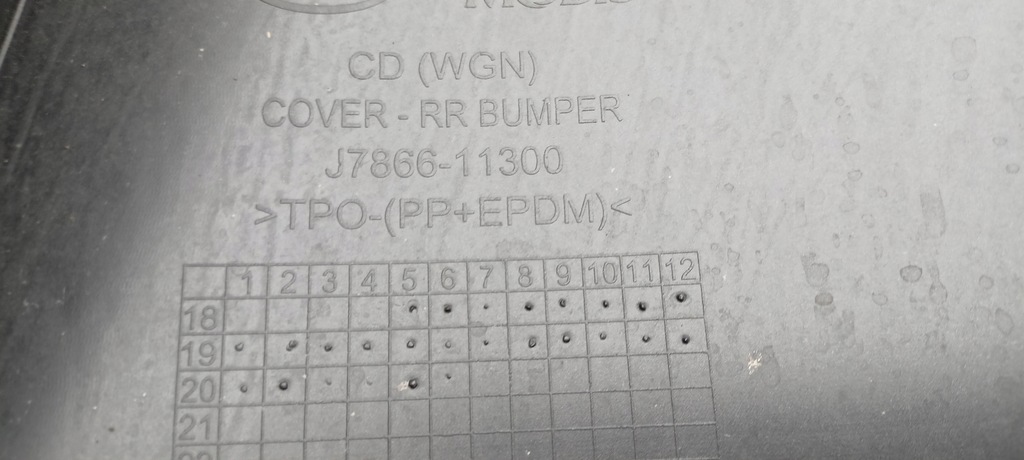 CD (WGN)
COVER - RR BUMPER
J7866-11300
>TPO-(PP+EPDM)<
1 2 3 4 5 6 7 8 9 10 11 12
18
19
20
21